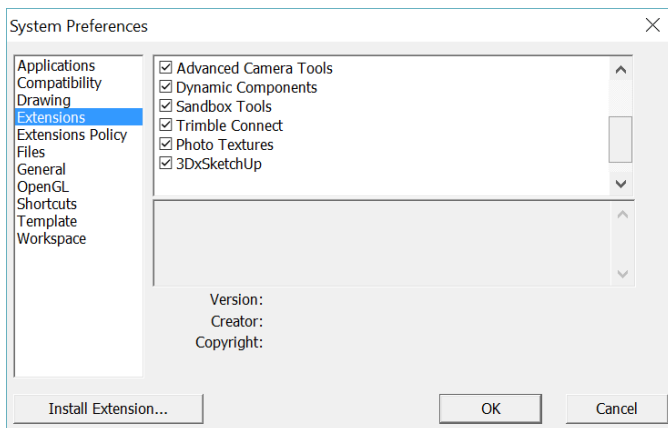 System Preferences
Applications
Compatibility
Drawing
Extensions
Extensions Policy
Files
General
OpenGL
Shortcuts
Template
Workspace
Advanced Camera Tools
Dynamic Components
Sandbox Tools
Trimble Connect
Photo Textures
3DxSketchUp
Version:
Creator:
Copyright:
Install Extension...
OK
Cancel